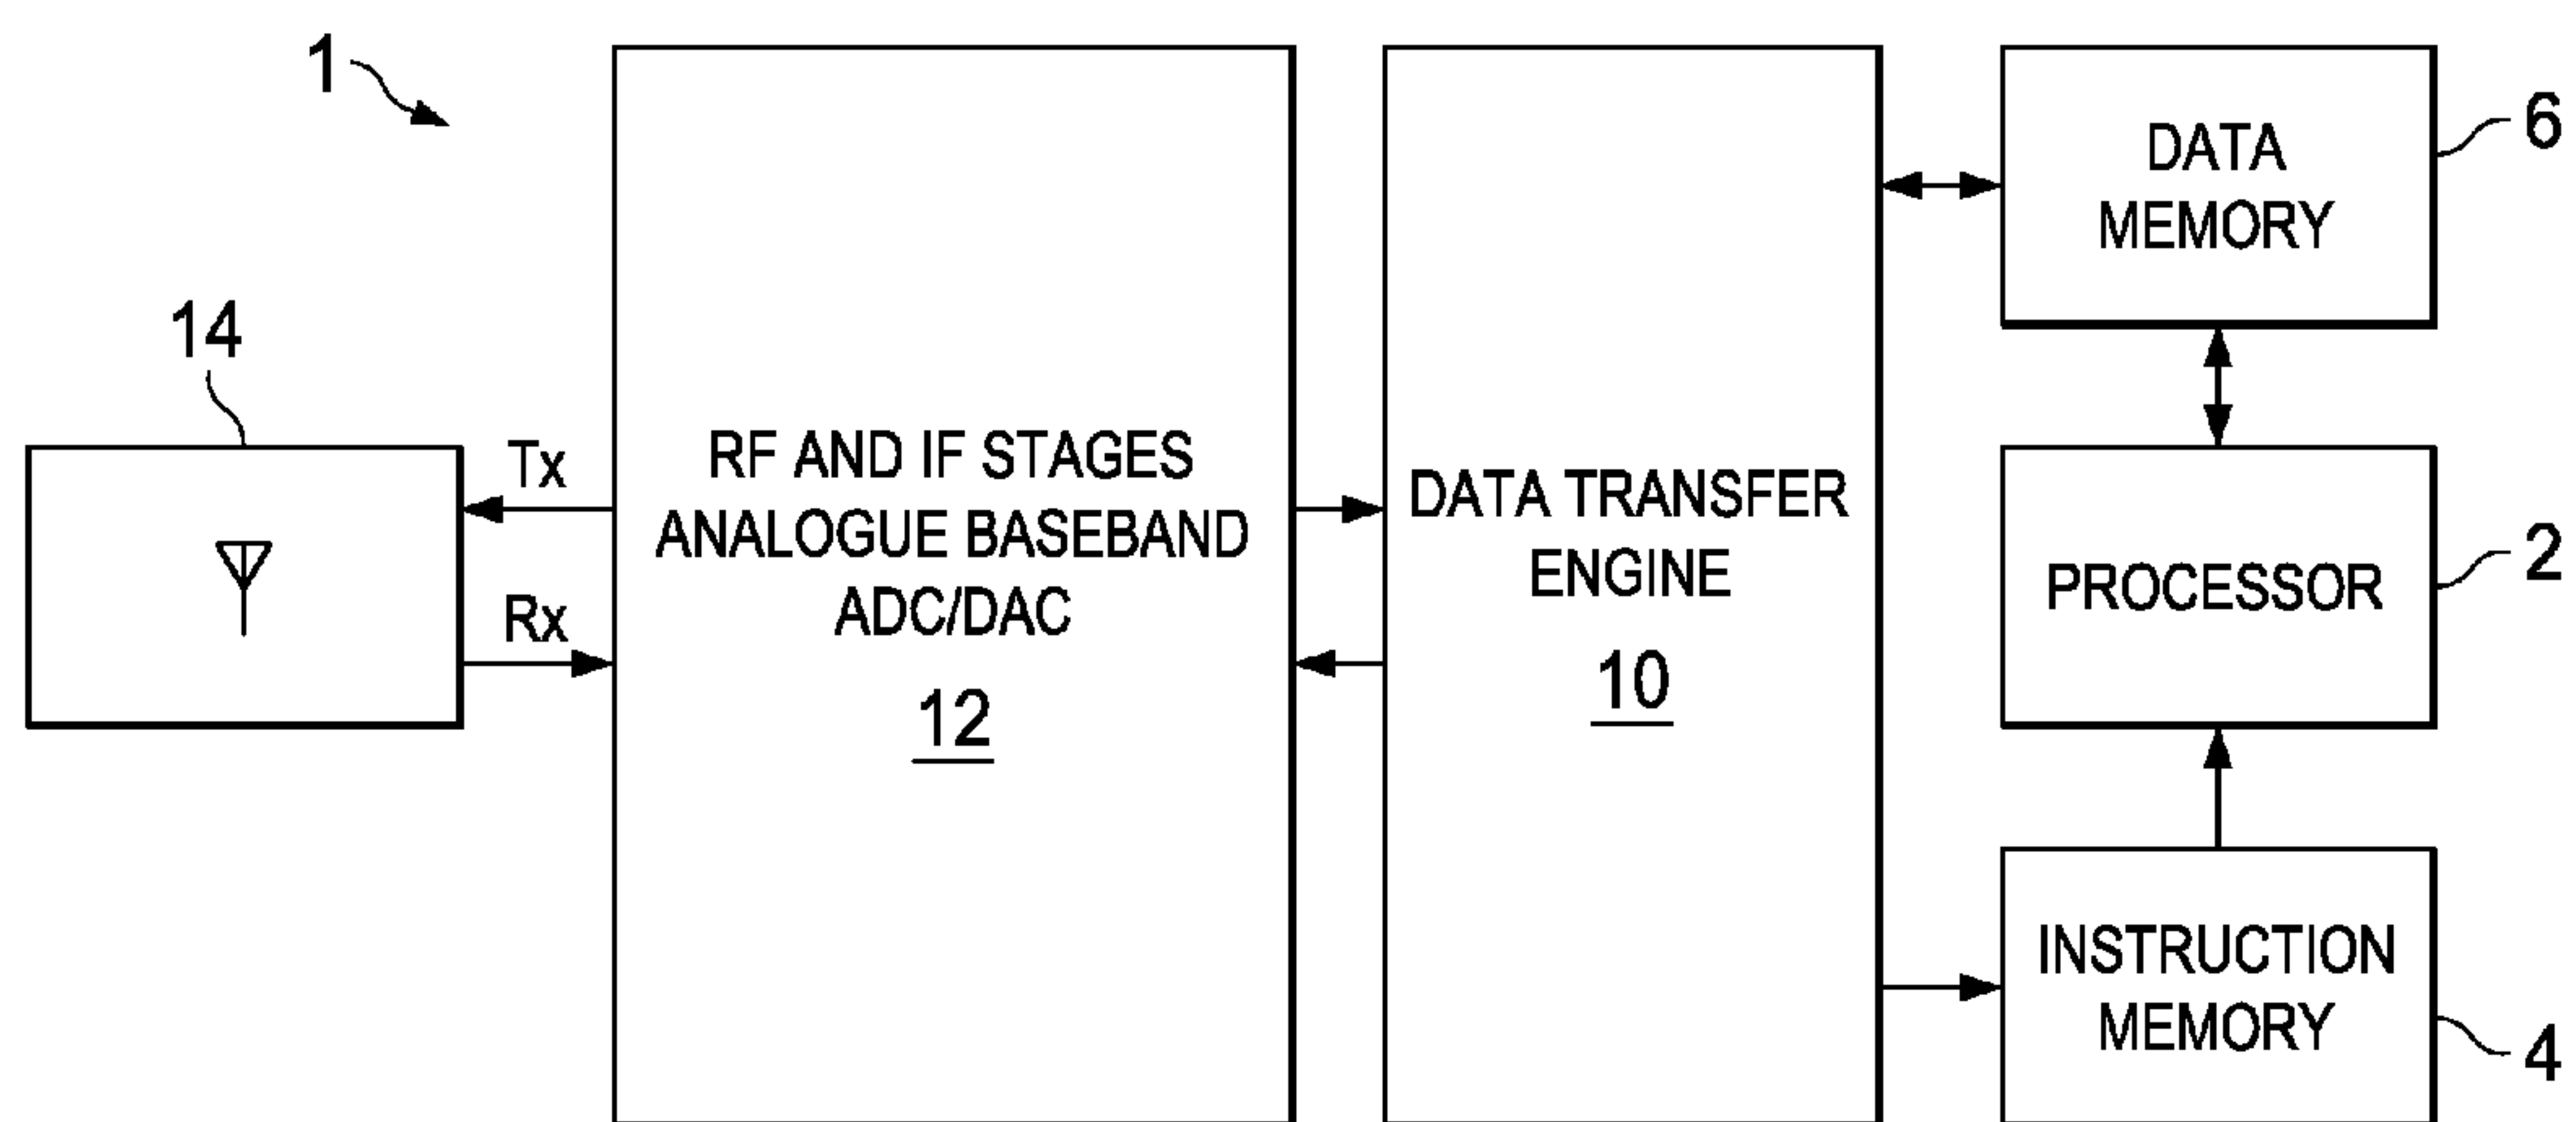 1
14
Tx
Rx
RF AND IF STAGES
ANALOGUE BASEBAND
ADC/DAC
12
DATA TRANSFER
ENGINE
10
DATA
MEMORY
6
PROCESSOR
2
INSTRUCTION
MEMORY
4